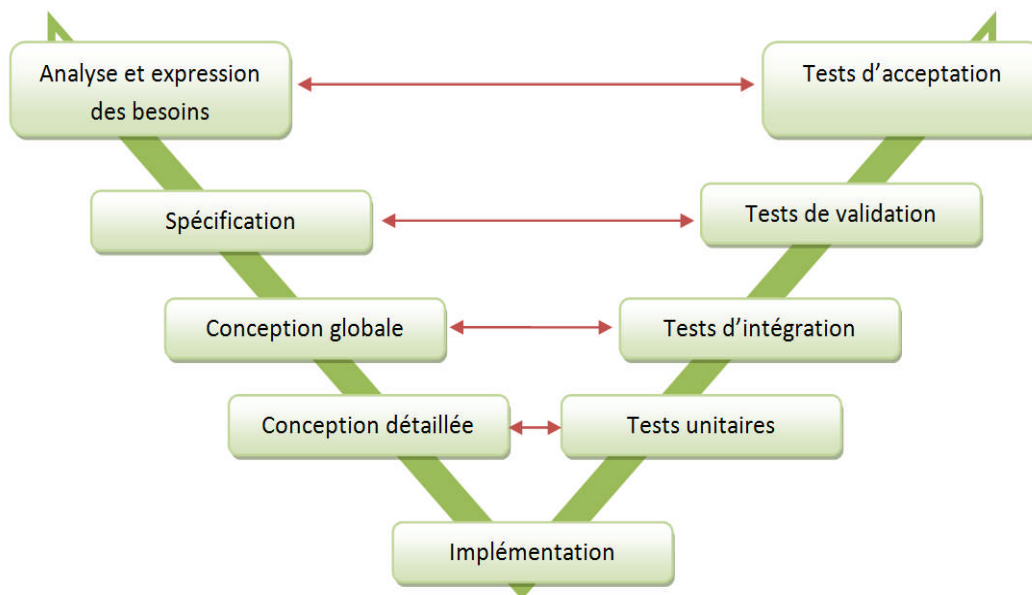 Analyse et expression
des besoins
Tests d’acceptation
Spécification
Tests de validation
Conception globale
Tests d’intégration
Conception détaillée
Tests unitaires
Implémentation